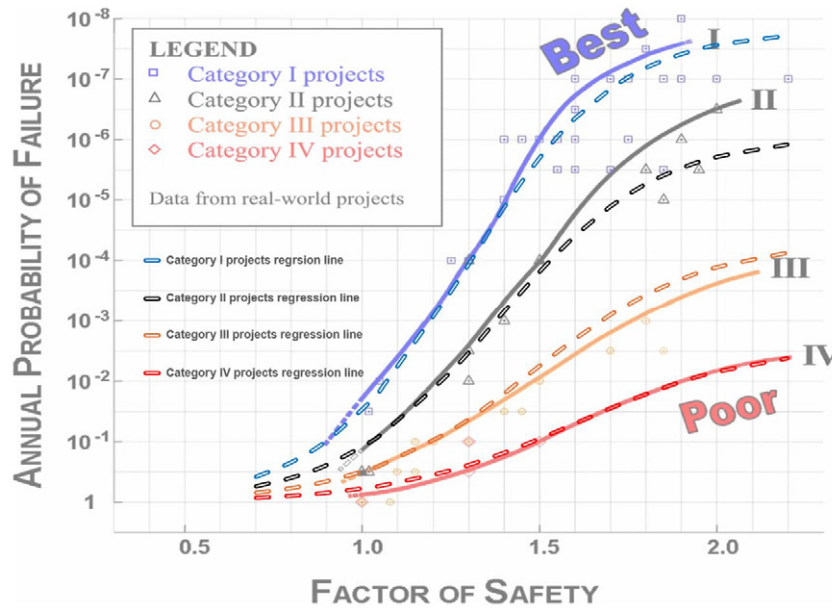 10⁻⁸
10⁻⁷
10⁻⁶
10⁻⁵
10⁻⁴
10⁻³
10⁻²
10⁻¹
1
ANNUAL PROBABILITY OF FAILURE
LEGEND
Category I projects
Category II projects
Category III projects
Category IV projects
Data from real-world projects
Category I projects regrsion line
Category II projects regression line
Category III projects regression line
Category IV projects regression line
Best
I
II
III
IV
Poor
0.5 1.0 1.5 2.0
FACTOR OF SAFETY